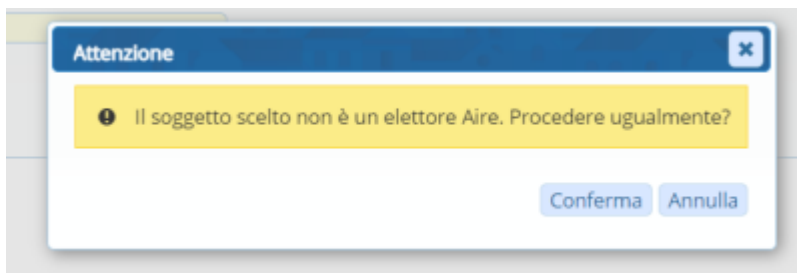 Attenzione
Il soggetto scelto non è un elettore Aire. Procedere ugualmente?
Conferma Annulla